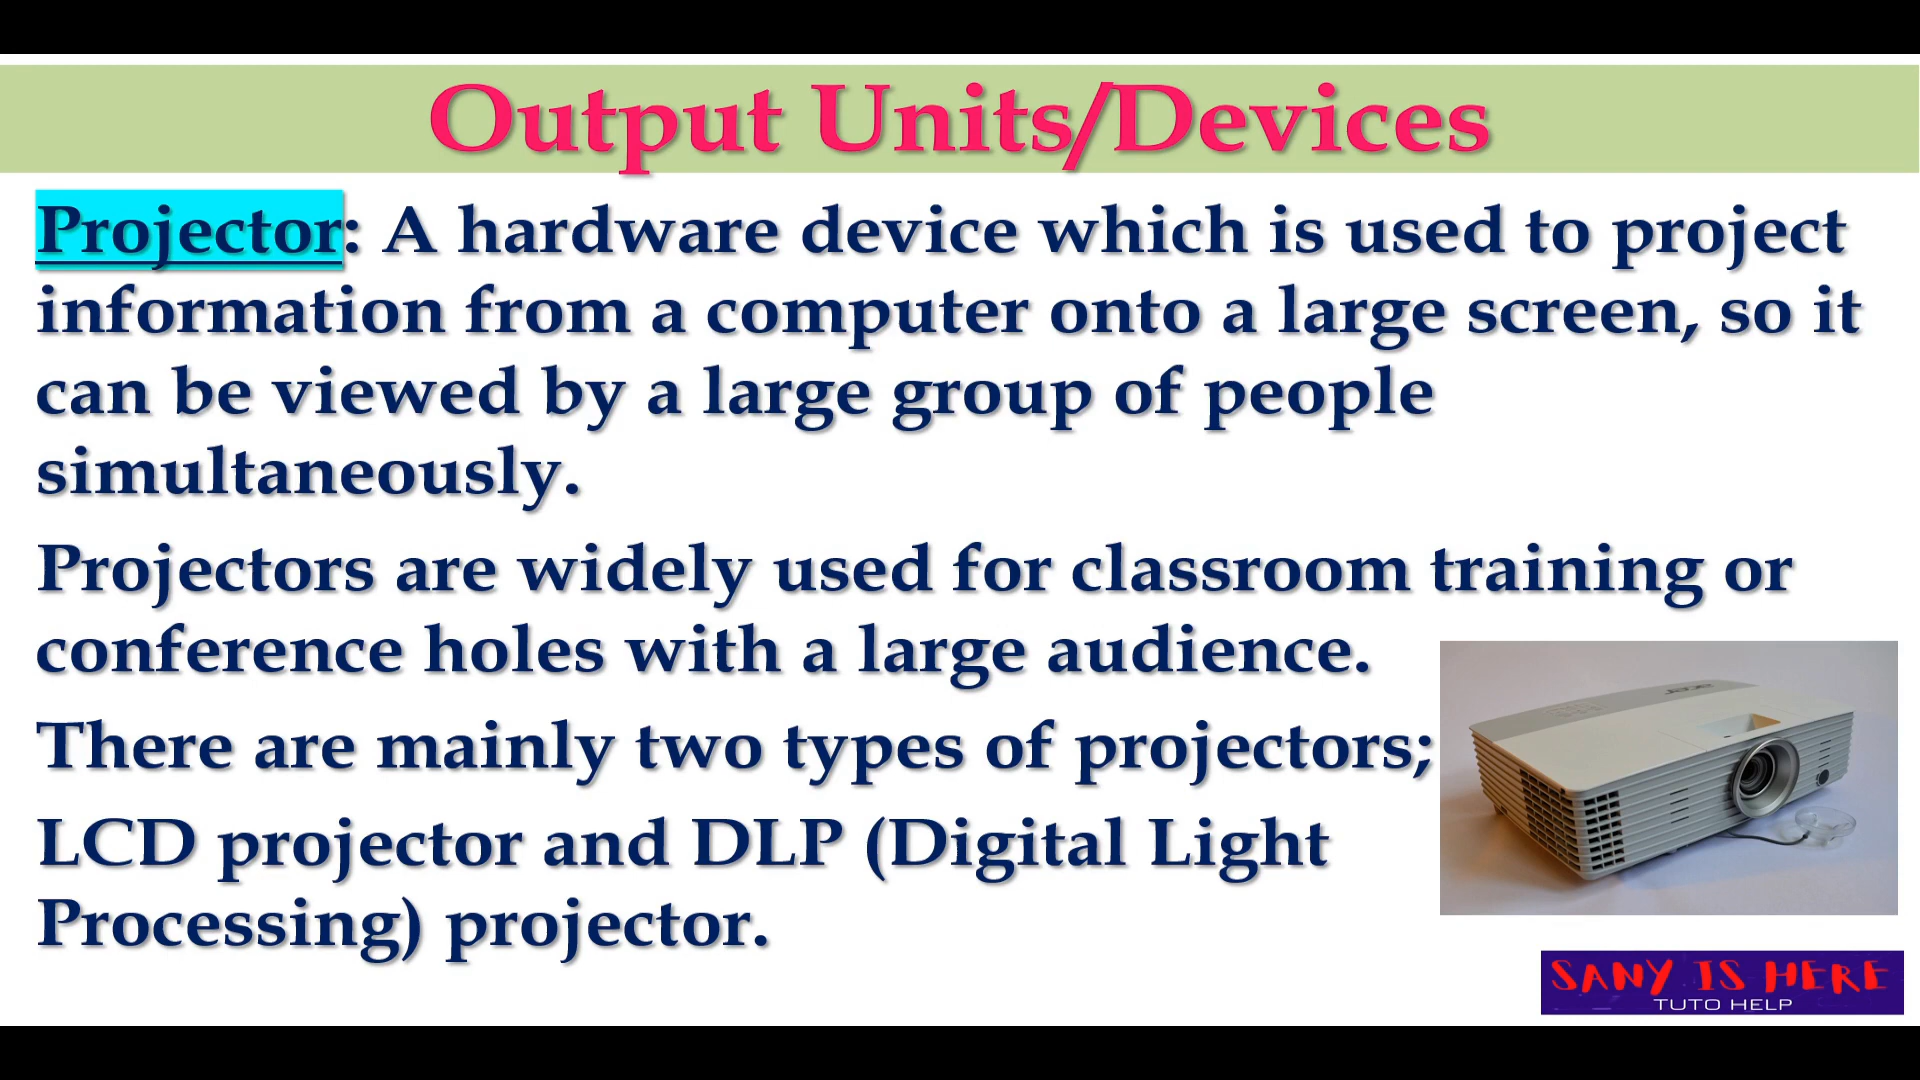 Output Units/Devices
Projector: A hardware device which is used to project
information from a computer onto a large screen, so it
can be viewed by a large group of people
simultaneously.
Projectors are widely used for classroom training or
conference holes with a large audience.
There are mainly two types of projectors;
LCD projector and DLP (Digital Light
Processing) projector.
acer
SANY IS HERE
TUTO HELP